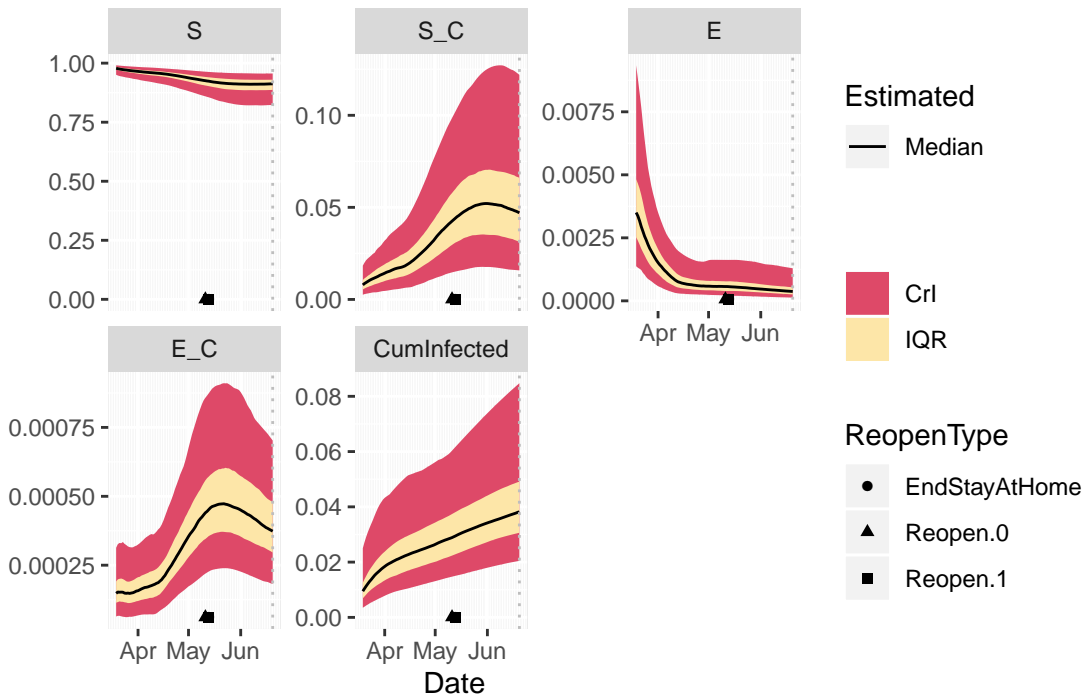 S
S_C
E
1.00
0.75
0.50
0.25
0.00
0.10
0.05
0.00
0.0075
0.0050
0.0025
0.0000
Apr May Jun
E_C
CumInfected
0.00075
0.00050
0.00025
0.08
0.06
0.04
0.02
0.00
Apr May Jun
Apr May Jun
Date
Estimated
Median
CrI
IQR
ReopenType
EndStayAtHome
Reopen.0
Reopen.1